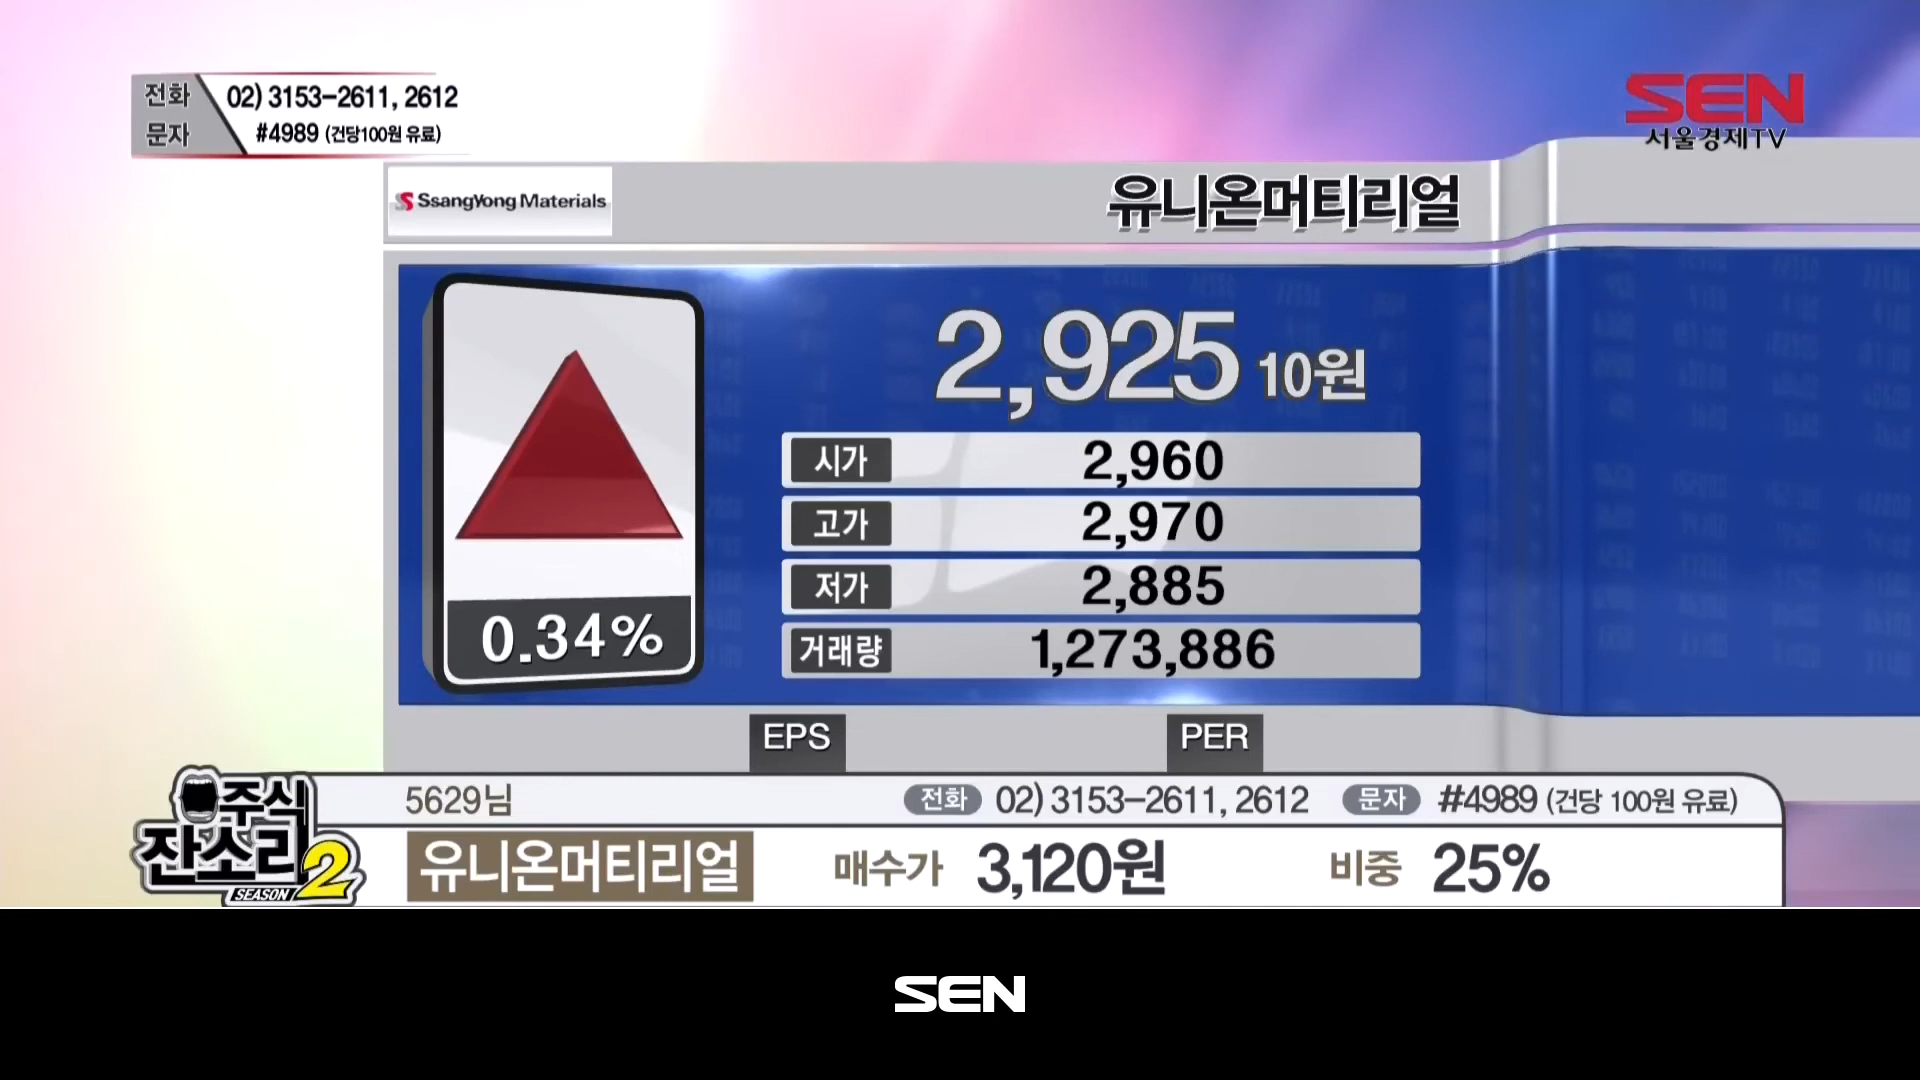 전화 02) 3153-2611, 2612
문자 #4989 (건당100원 유료)
SEN
서울경제TV
SsangYong Materials
유니온머티리얼
2,925 10원
시가 2,960
고가 2,970
저가 2,885
거래량 1,273,886
0.34%
EPS PER
주식
잔소리 2
SEASON
5629님 전화 02) 3153-2611, 2612 문자 #4989 (건당 100원 유료)
유니온머티리얼 매수가 3,120원 비중 25%
SEN